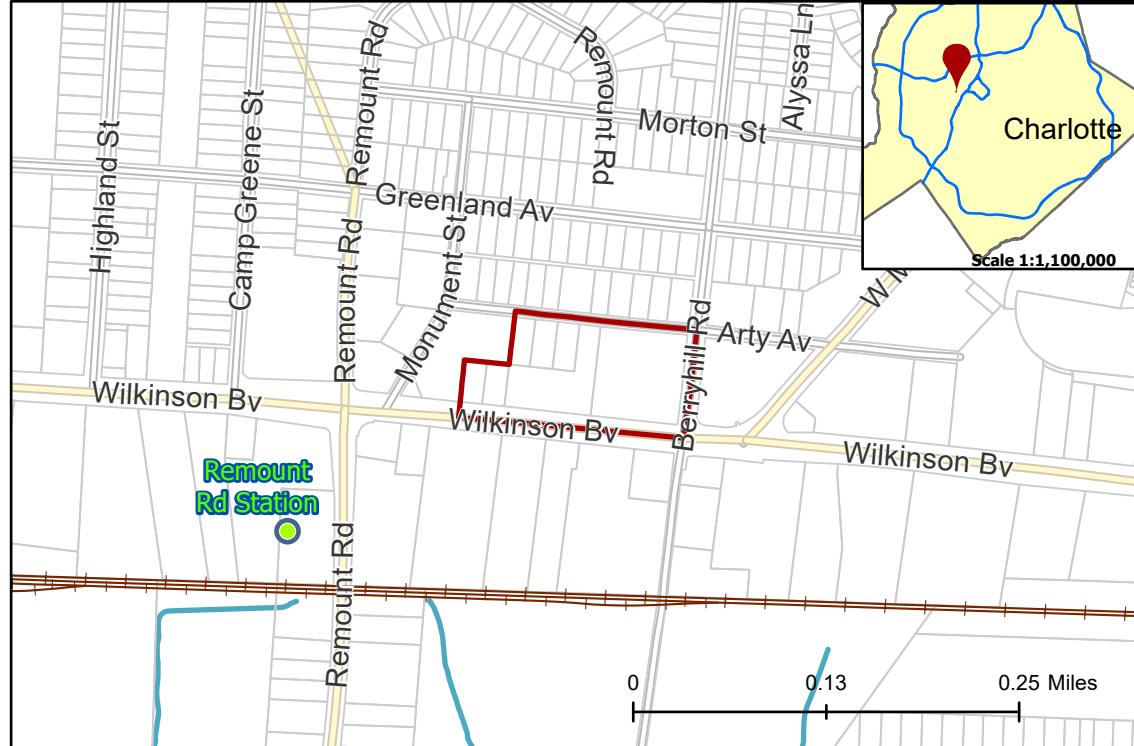 Remount Rd
Remount Rd
Alyssa Ln
Morton St
Charlotte
Scale 1:1,100,000
Highland St
Camp Greene St
Greenland Av
Remount Rd
Monument St
W M
Berryhill Rd
Arty Av
Wilkinson Bv
Wilkinson Bv
Wilkinson Bv
Remount
Rd Station
Remount Rd
0 0.13 0.25 Miles